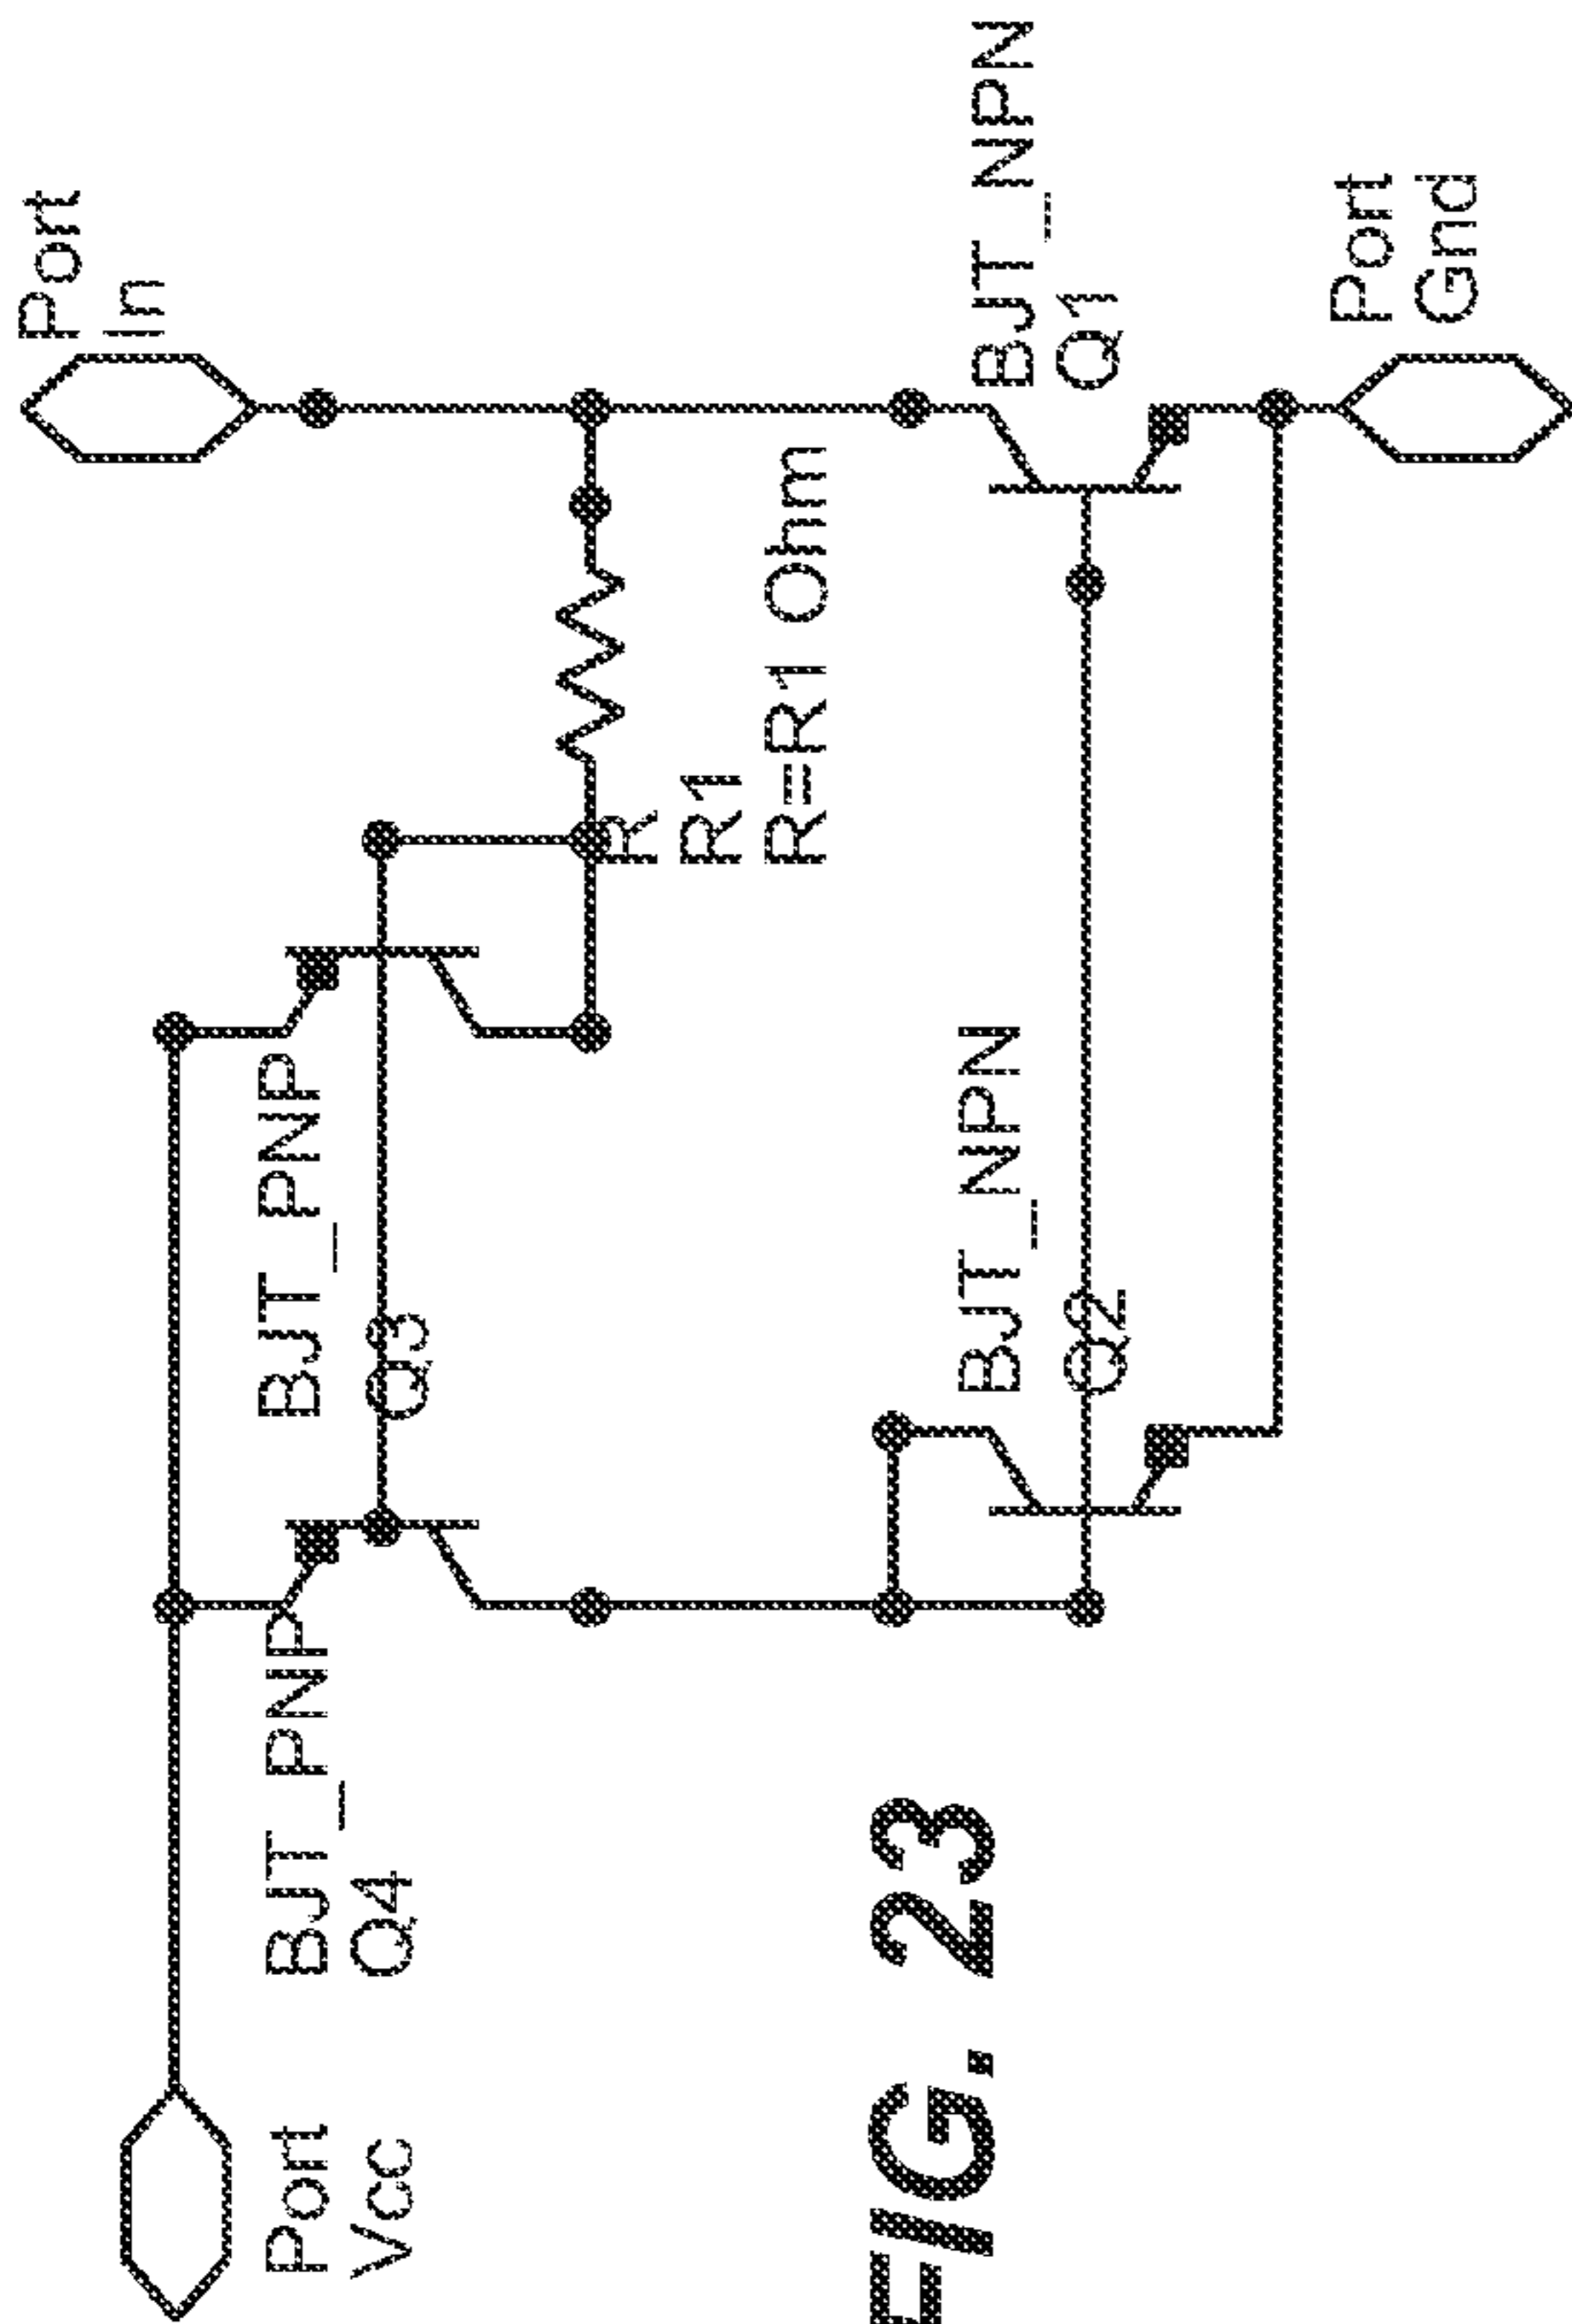 Port
Vcc
BJT_PNP
Q4
BJT_PNP
Q3
R
R1
R=R1 Ohm
Port
In
BJT_NPN
Q2
BJT_NPN
Q1
Port
Gnd
FIG. 23